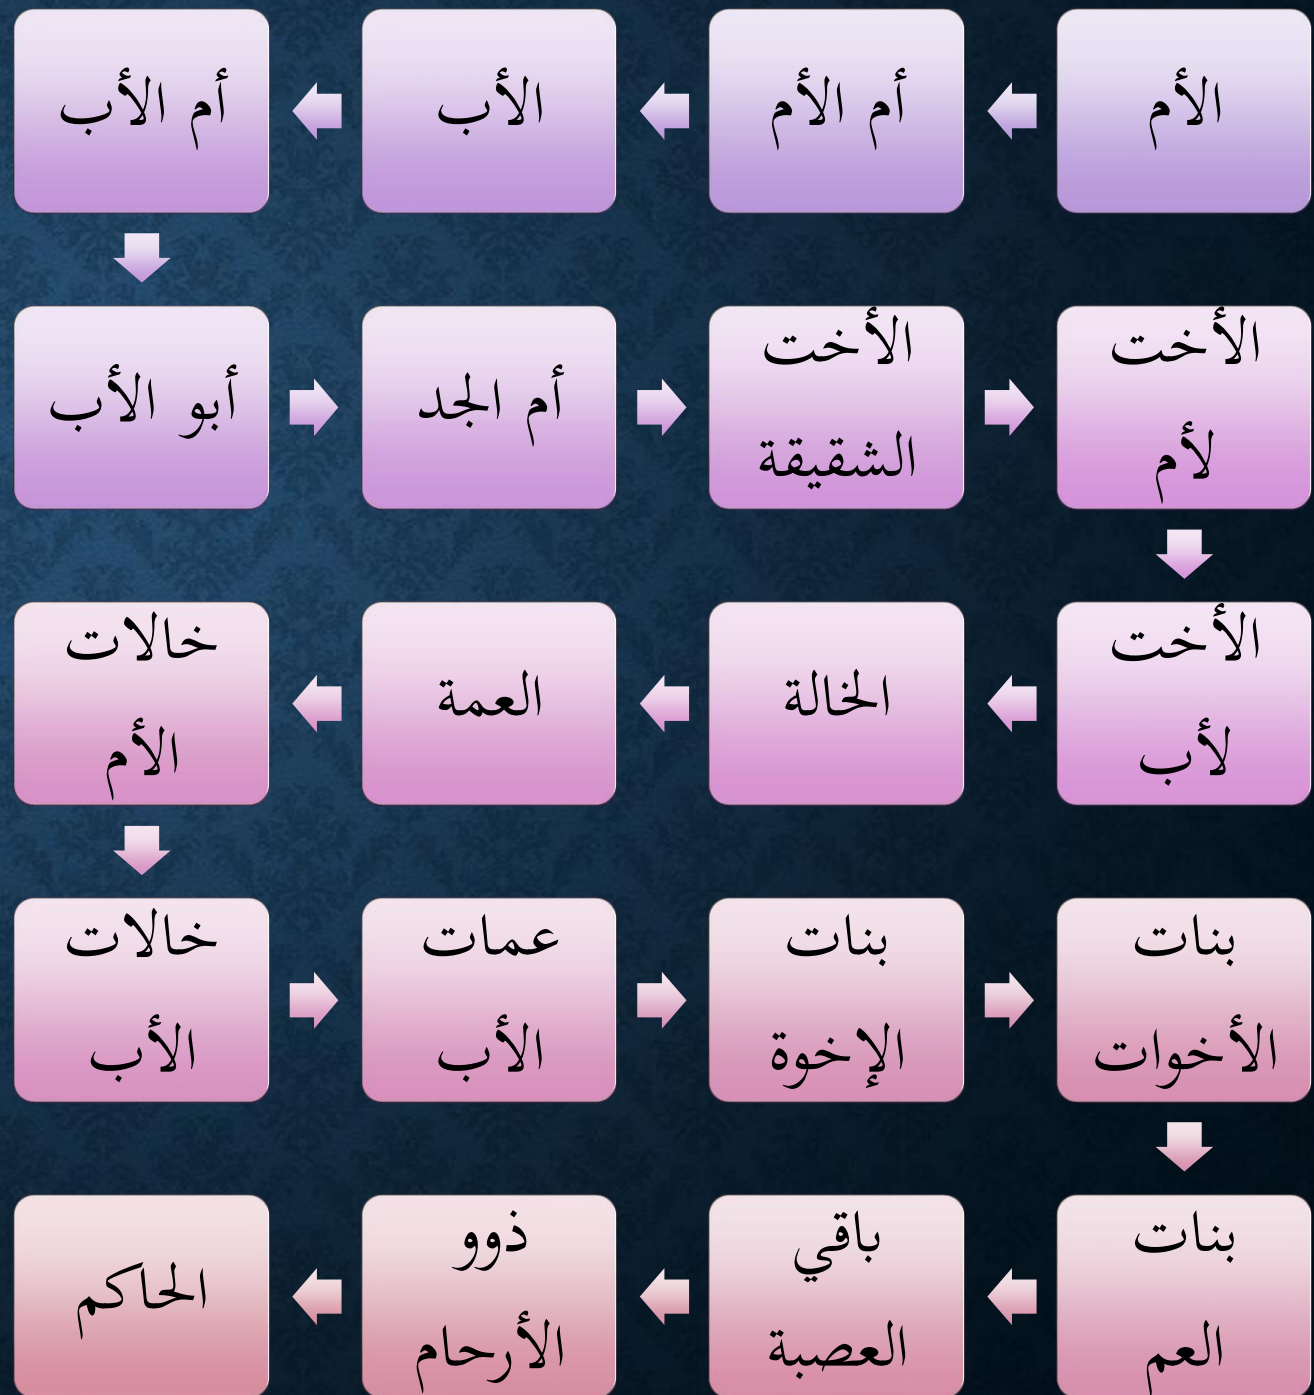 الأم
أم الأم
الأب
أم الأب
أبو الأب
أم الجد
الأخت
الشقيقة
الأخت
لأم
الأخت
لأب
الخالة
العمة
خالات
الأم
خالات
الأب
عمات
الأب
بنات
الإخوة
بنات
الأخوات
بنات
العم
باقي
العصبة
ذوو
الأرحام
الحاكم